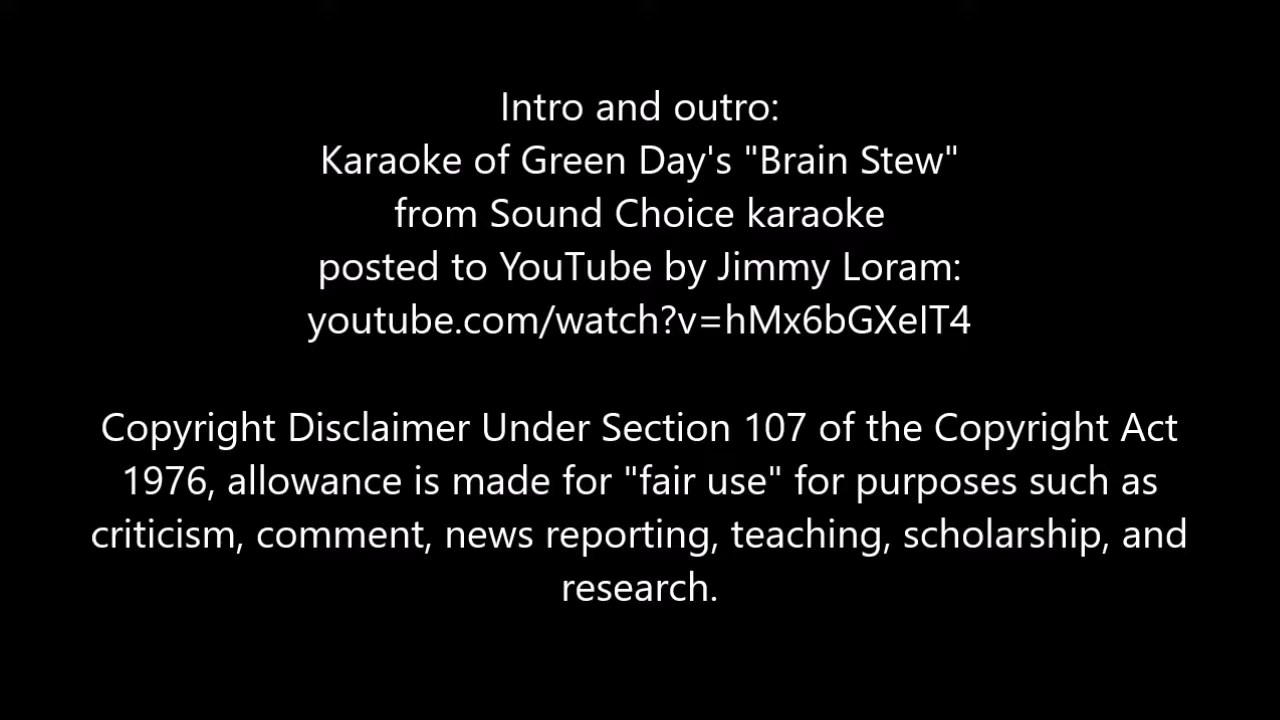 Intro and outro:
Karaoke of Green Day's "Brain Stew"
from Sound Choice karaoke
posted to YouTube by Jimmy Loram:
youtube.com/watch?v=hMx6bGXeIT4
Copyright Disclaimer Under Section 107 of the Copyright Act
1976, allowance is made for "fair use" for purposes such as
criticism, comment, news reporting, teaching, scholarship, and
research.